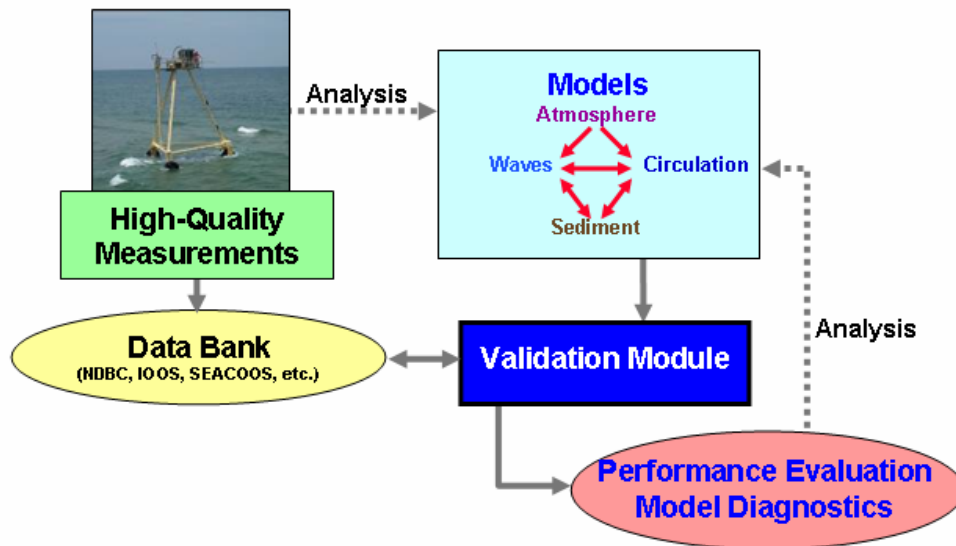 Analysis
Models
Atmosphere
Waves
Circulation
Sediment
High-Quality
Measurements
Data Bank
(NDBC, IOOS, SEACOOS, etc.)
Validation Module
Analysis
Performance Evaluation
Model Diagnostics